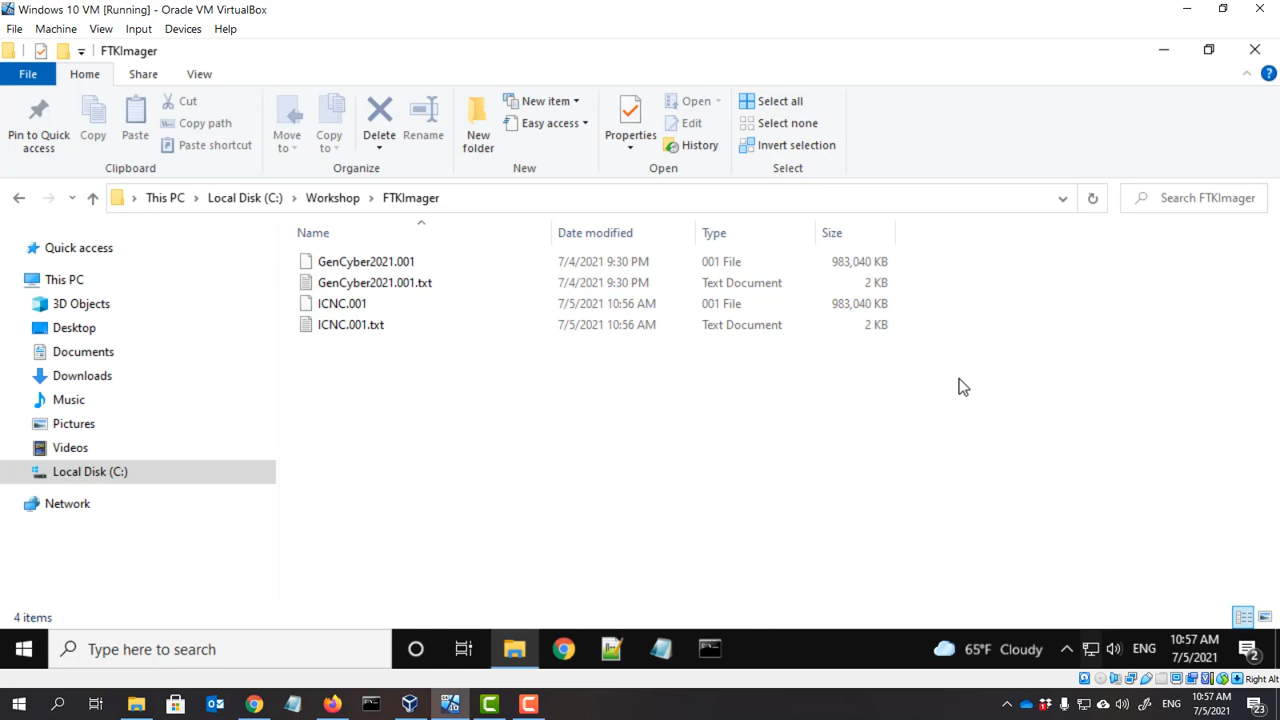 Windows 10 VM [Running] - Oracle VM VirtualBox
File Machine View Input Devices Help
FTKImager
File Home Share View
Pin to Quick access
Copy
Paste
Cut
Copy path
Paste shortcut
Move to
Copy to
Delete
Rename
New folder
New item
Easy access
Properties
Open
Edit
History
Select all
Select none
Invert selection
Clipboard Organize New Open Select
This PC > Local Disk (C:) > Workshop > FTKImager
Search FTKImager
Name Date modified Type Size
GenCyber2021.001 7/4/2021 9:30 PM 001 File 983,040 KB
GenCyber2021.001.txt 7/4/2021 9:30 PM Text Document 2 KB
ICNC.001 7/5/2021 10:56 AM 001 File 983,040 KB
ICNC.001.txt 7/5/2021 10:56 AM Text Document 2 KB
Quick access
This PC
3D Objects
Desktop
Documents
Downloads
Music
Pictures
Videos
Local Disk (C:)
Network
4 items
Type here to search
65°F Cloudy
ENG
10:57 AM
7/5/2021
2
Right Alt
ENG
10:57 AM
7/5/2021
23